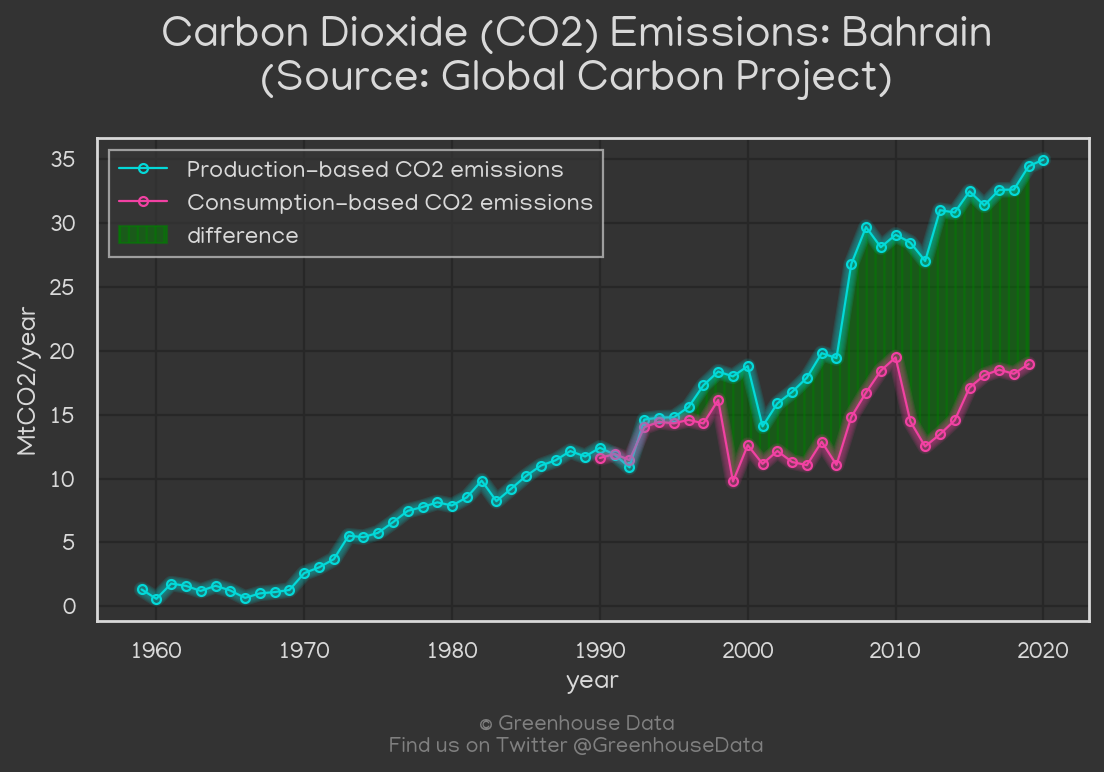 Carbon Dioxide (CO2) Emissions: Bahrain
(Source: Global Carbon Project)
Production-based CO2 emissions
Consumption-based CO2 emissions
difference
MtCO2/year
35
30
25
20
15
10
5
0
1960 1970 1980 1990 2000 2010 2020
year
© Greenhouse Data
Find us on Twitter @GreenhouseData